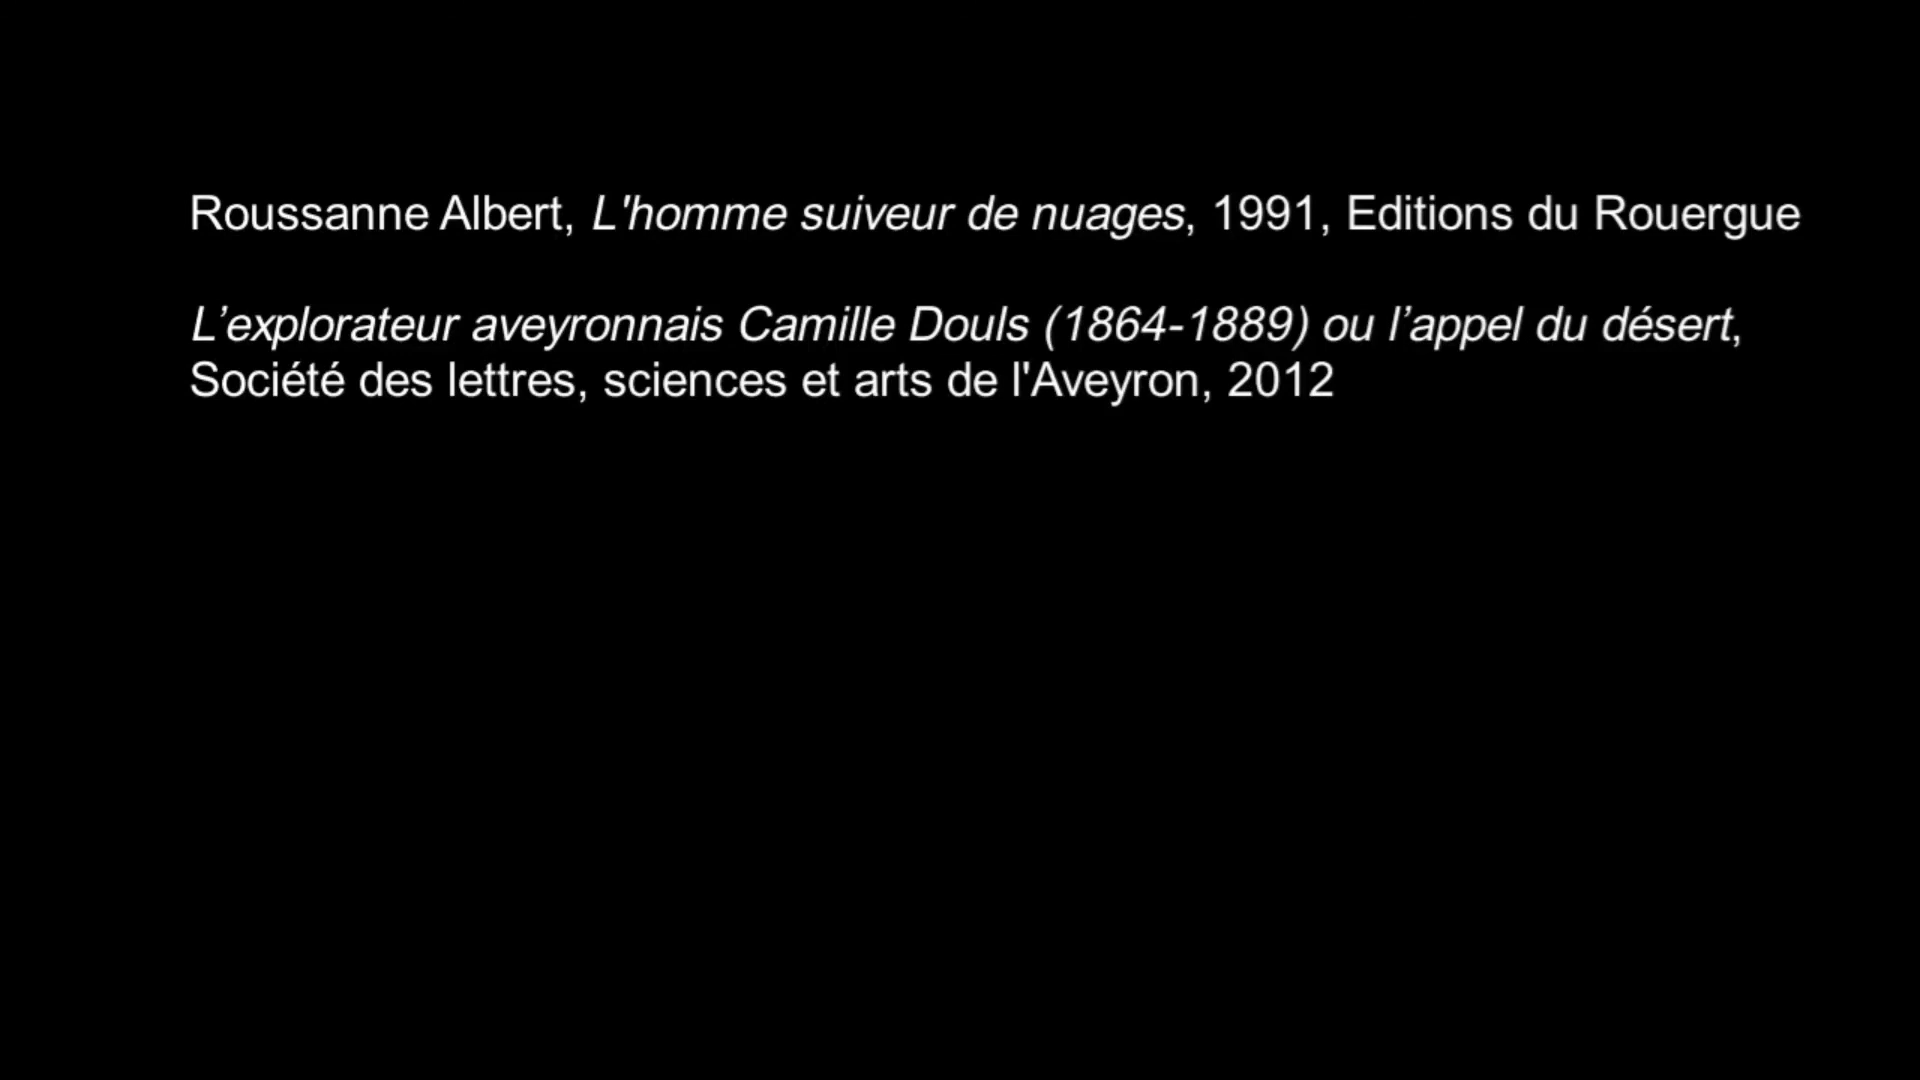 Roussanne Albert, L'homme suiveur de nuages, 1991, Editions du Rouergue
L’explorateur aveyronnais Camille Douls (1864-1889) ou l’appel du désert,
Société des lettres, sciences et arts de l'Aveyron, 2012